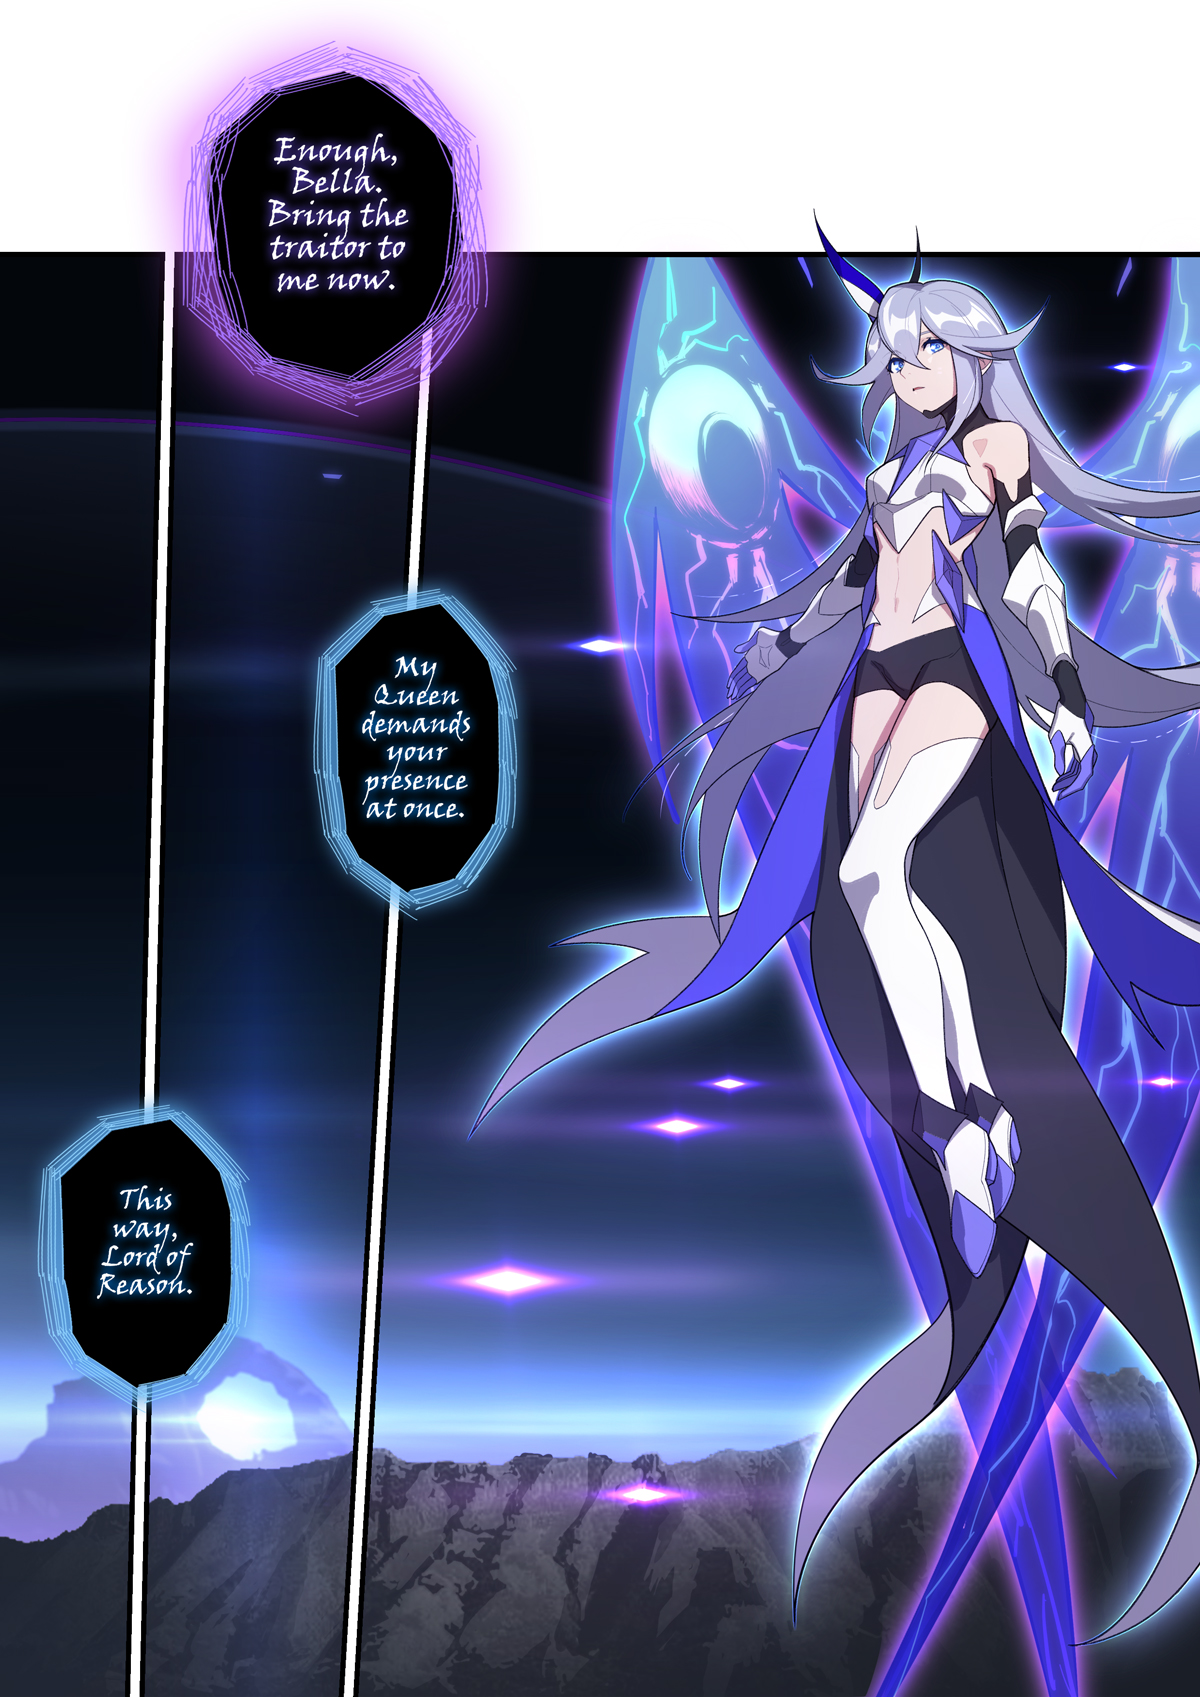 Enough,
Bella.
Bring the
traitor to
me now.
My
Queen
demands
your
presence
at once.
This
way,
Lord of
Reason.